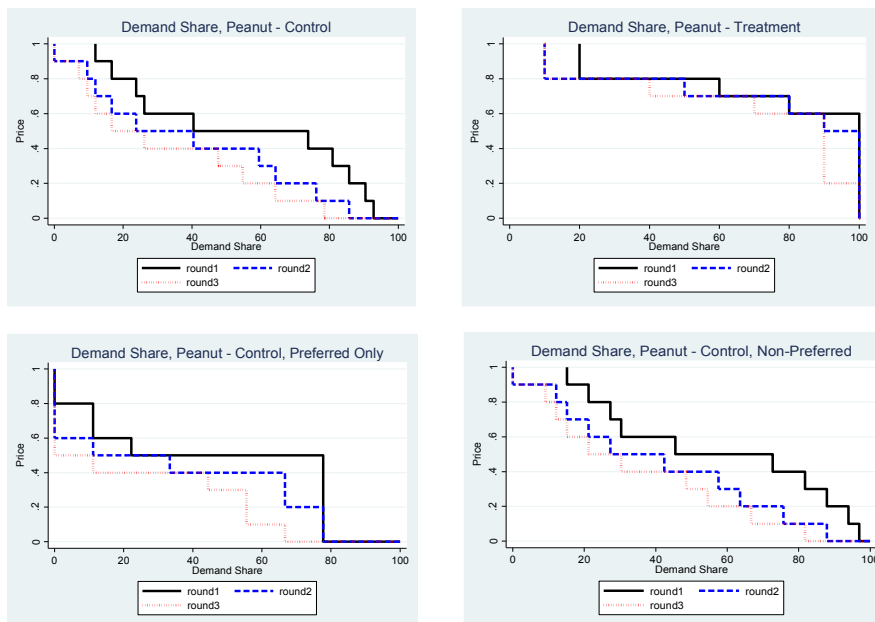 Demand Share, Peanut - Control
Price
1
.8
.6
.4
.2
0
0 20 40 60 80 100
Demand Share
round1 round2
round3
Demand Share, Peanut - Treatment
Price
1
.8
.6
.4
.2
0
0 20 40 60 80 100
Demand Share
round1 round2
round3
Demand Share, Peanut - Control, Preferred Only
Price
1
.8
.6
.4
.2
0
0 20 40 60 80 100
Demand Share
round1 round2
round3
Demand Share, Peanut - Control, Non-Preferred
Price
1
.8
.6
.4
.2
0
0 20 40 60 80 100
Demand Share
round1 round2
round3